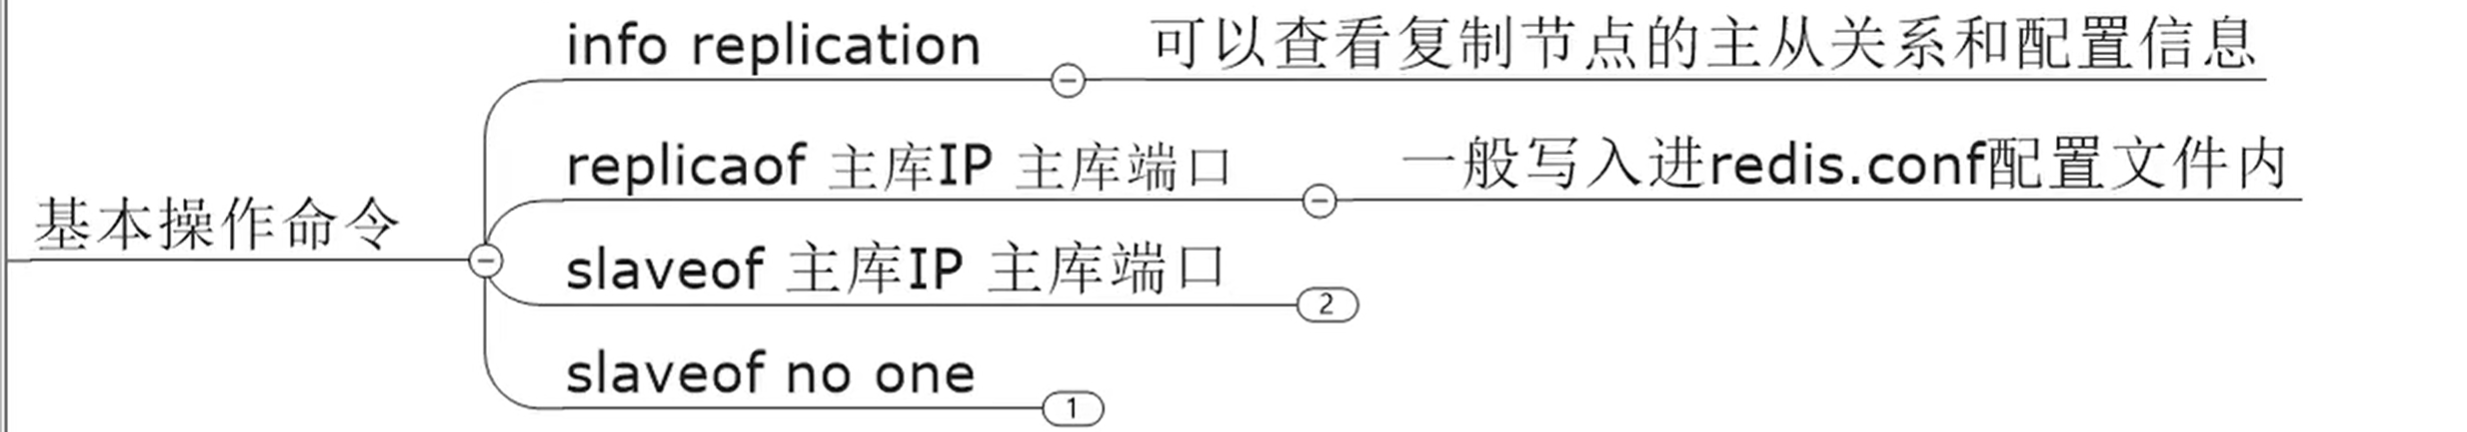 info replication 可以查看复制节点的主从关系和配置信息
replicaof 主库IP 主库端口 一般写入进redis.conf配置文件内
基本操作命令
slaveof 主库IP 主库端口 2
slaveof no one 1